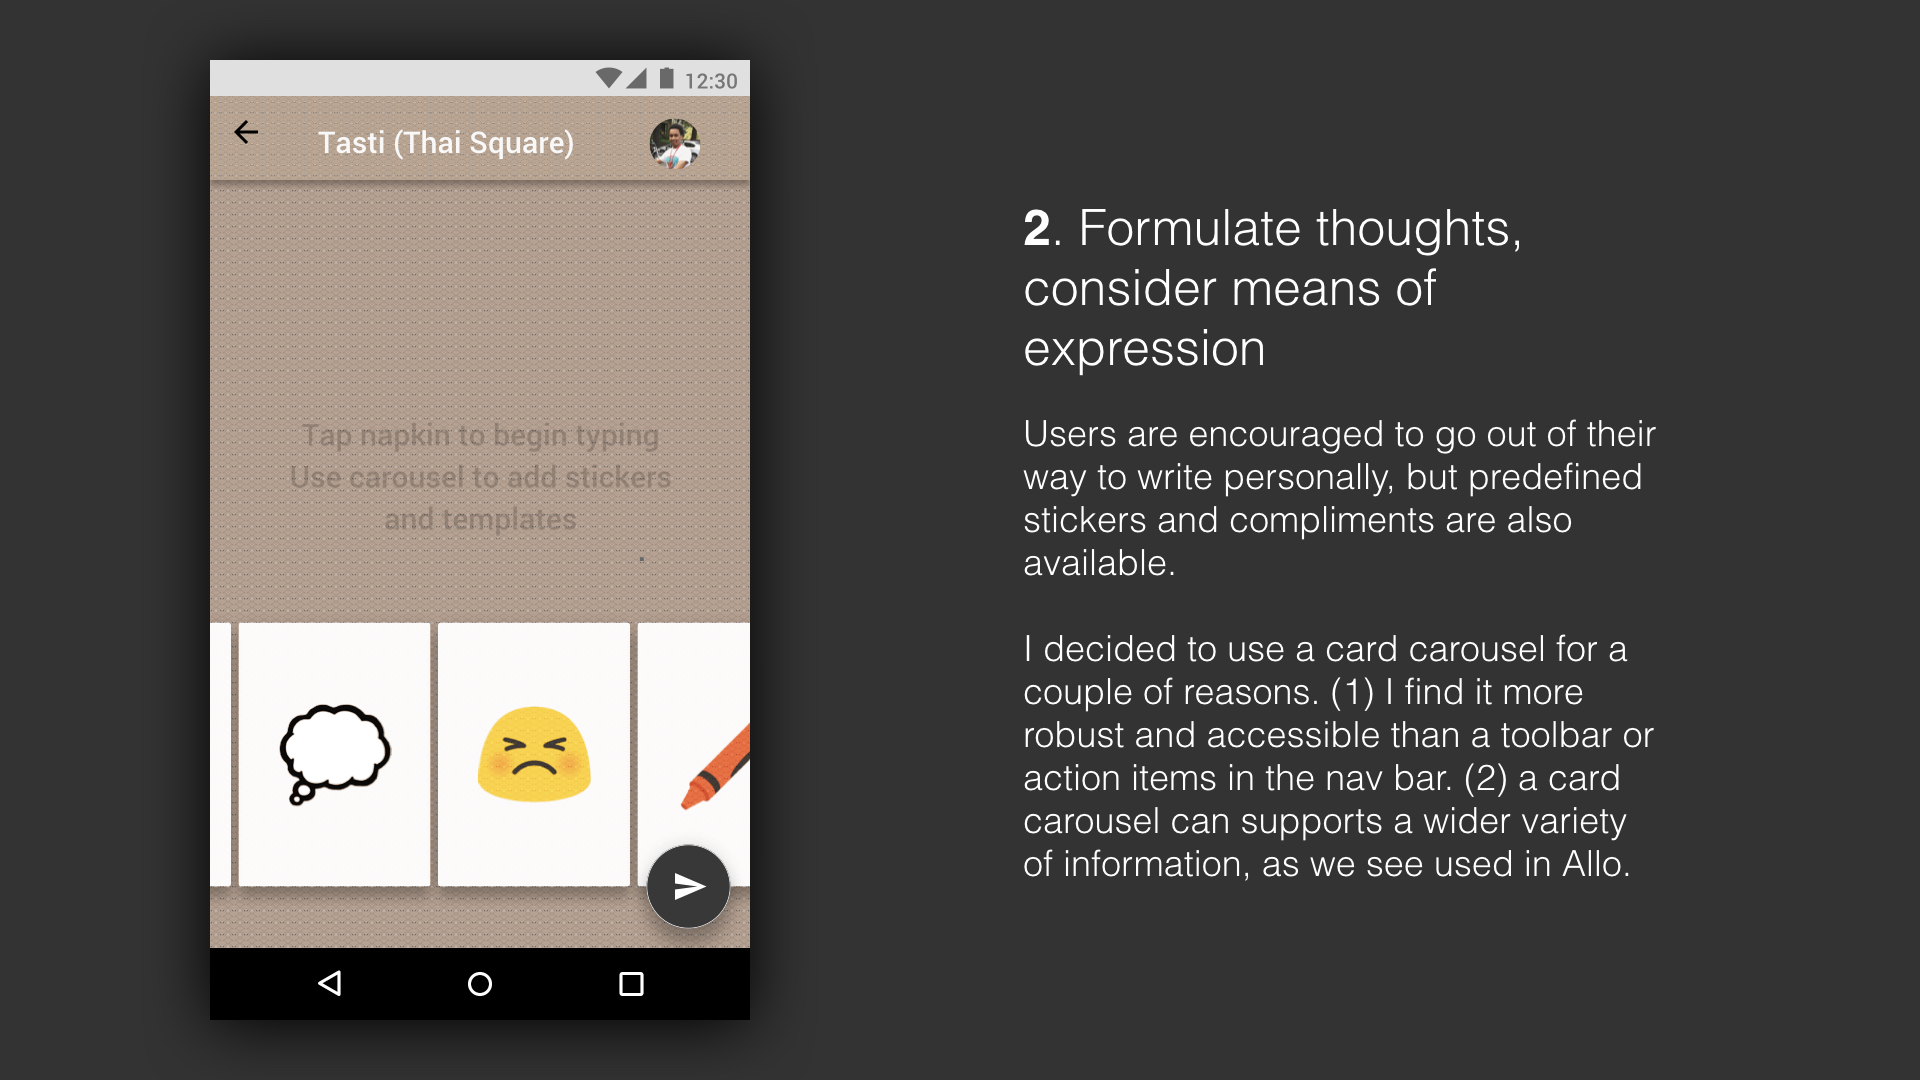 12:30
Tasti (Thai Square)
Tap napkin to begin typing
Use carousel to add stickers
and templates
2. Formulate thoughts,
consider means of
expression
Users are encouraged to go out of their
way to write personally, but predefined
stickers and compliments are also
available.
I decided to use a card carousel for a
couple of reasons. (1) I find it more
robust and accessible than a toolbar or
action items in the nav bar. (2) a card
carousel can supports a wider variety
of information, as we see used in Allo.